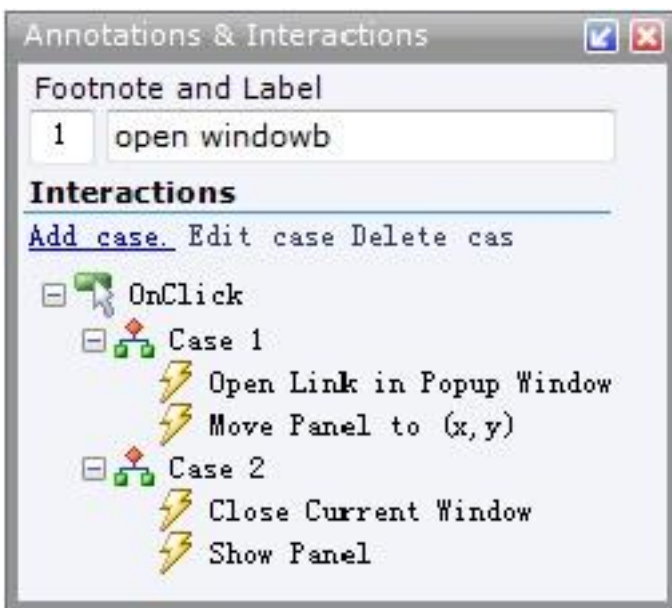 Annotations & Interactions
Footnote and Label
1 open windowb
Interactions
Add case. Edit case Delete cas
OnClick
Case 1
Open Link in Popup Window
Move Panel to (x,y)
Case 2
Close Current Window
Show Panel